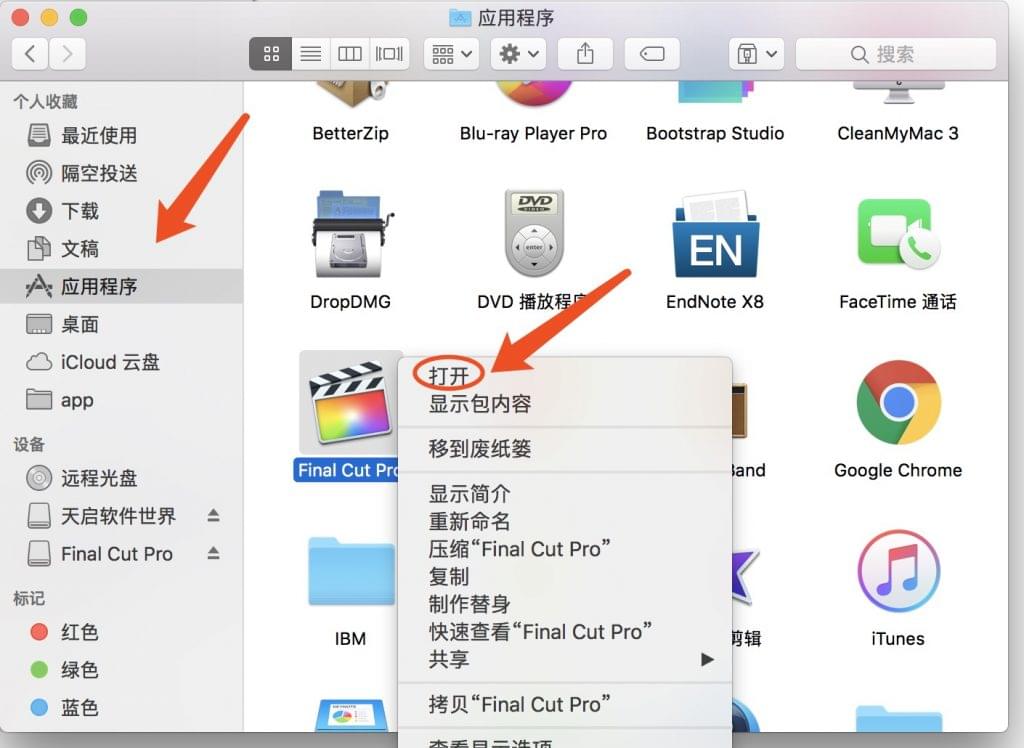 应用程序
搜索
个人收藏
最近使用
隔空投送
下载
文稿
应用程序
桌面
iCloud 云盘
app
设备
远程光盘
天启软件世界
Final Cut Pro
标记
红色
绿色
蓝色
BetterZip
Blu-ray Player Pro
Bootstrap Studio
CleanMyMac 3
DVD
VIDEO
enter
EN
DropDMG
DVD 播放程序
EndNote X8
FaceTime 通话
Final Cut Pro
Band
Google Chrome
IBM
剪辑
iTunes
打开
显示包内容
移到废纸篓
显示简介
重新命名
压缩“Final Cut Pro”
复制
制作替身
快速查看“Final Cut Pro”
共享
拷贝“Final Cut Pro”
查看显示选项
KEYNOTE